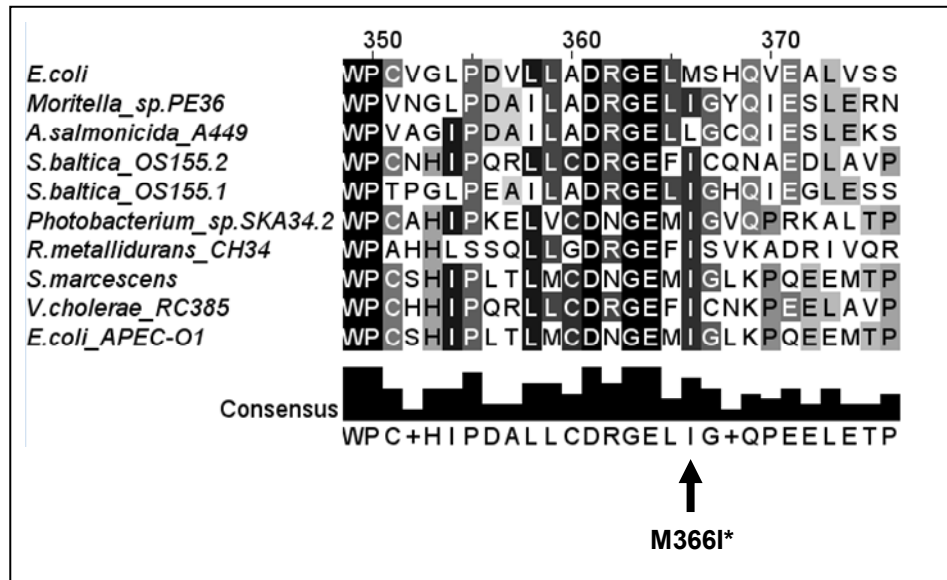 350 360 370
E.coli WPCVGLPDVLLADRGELMSHQVEALVSS
Moritella_sp.PE36 WPVNGLPDAILADRGELIGYQIESLERN
A.salmonicida_A449 WPVAGIPDAILADRGELLGCQIESLEKS
S.baltica_OS155.2 WPCNHIPQRLLCDRGEFICQNAEDLAVP
S.baltica_OS155.1 WPTPGLPEAILADRGELIGHQIEGLESS
Photobacterium_sp.SKA34.2 WPCAHIPKELVCDNGEMIGVQPRKALTP
R.metallidurans_CH34 WPAHHLSSQLLGDRGEFISVKADRIVQR
S.marcescens WPCSHIPLTLMCDNGEMIGLKPQEEMTP
V.cholerae_RC385 WPCHHIPQRLLCDNGEFICNKPEELAVP
E.coli_APEC-O1 WPCSHIPLTLMCDNGEMIGLKPQEEMTP
Consensus
WPC+HIPDALLCDRGELIG+QPEELETP
M366I*